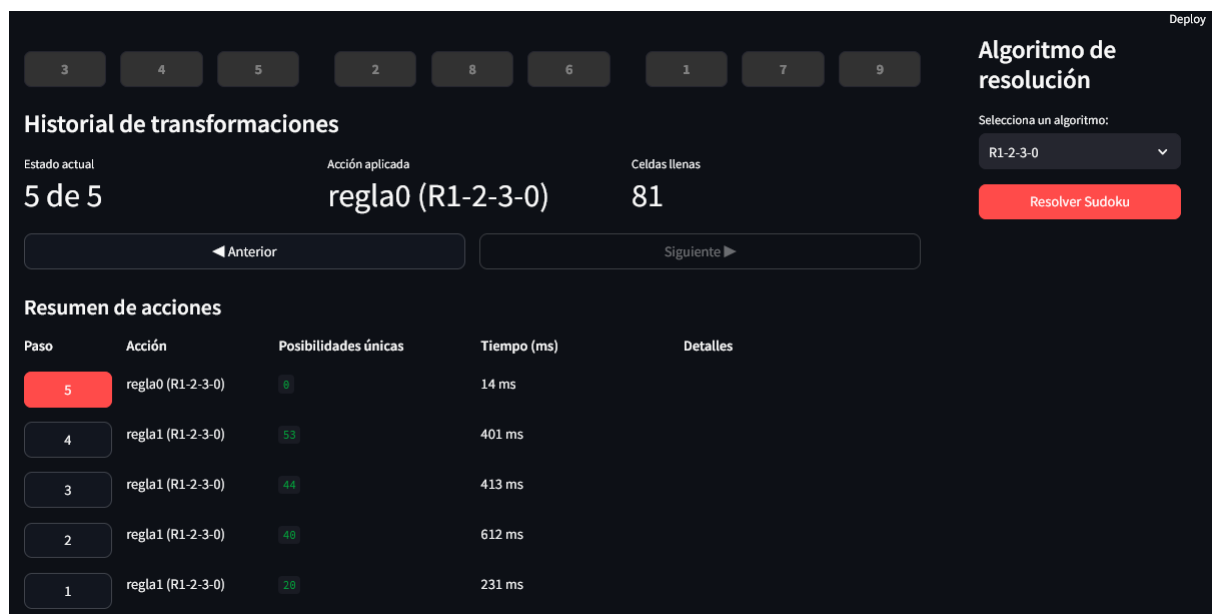 Deploy
3 4 5 2 8 6 1 7 9
Historial de transformaciones
Estado actual Acción aplicada Celdas llenas
5 de 5 regla0 (R1-2-3-0) 81
◀ Anterior Siguiente ▶
Resumen de acciones
Paso Acción Posibilidades únicas Tiempo (ms) Detalles
5 regla0 (R1-2-3-0) 0 14 ms
4 regla1 (R1-2-3-0) 53 401 ms
3 regla1 (R1-2-3-0) 44 413 ms
2 regla1 (R1-2-3-0) 40 612 ms
1 regla1 (R1-2-3-0) 20 231 ms
Algoritmo de
resolución
Selecciona un algoritmo:
R1-2-3-0
Resolver Sudoku